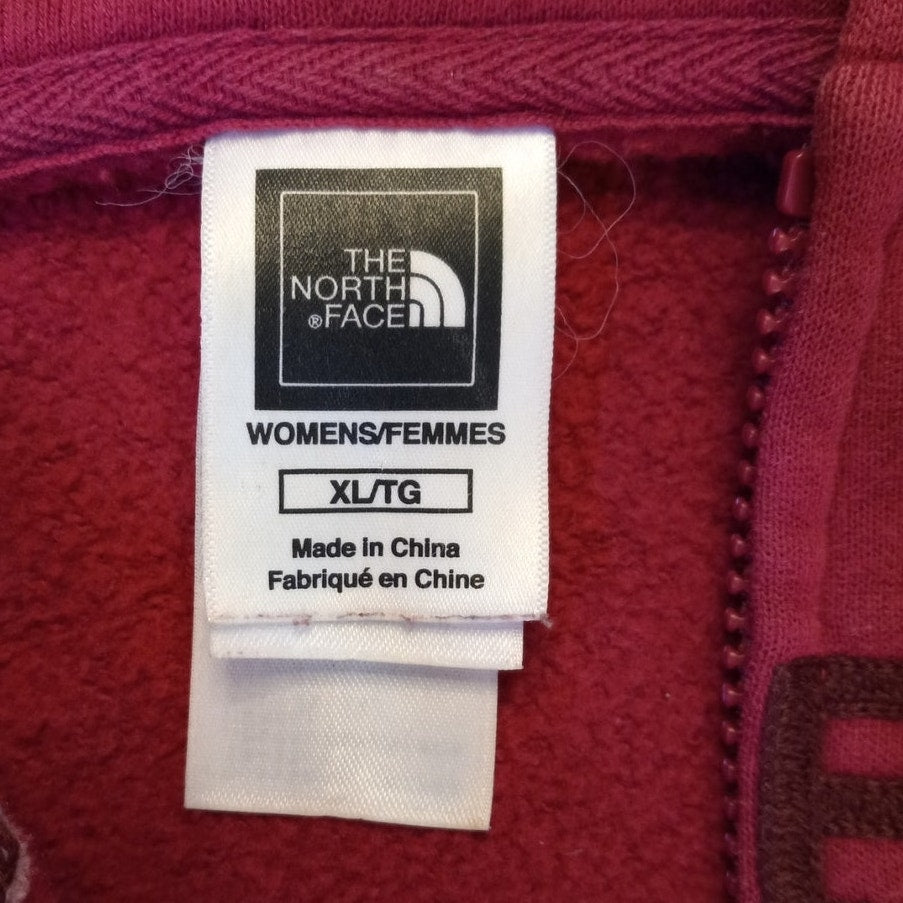 THE
NORTH
®FACE
WOMENS/FEMMES
XL/TG
Made in China
Fabriqué en Chine